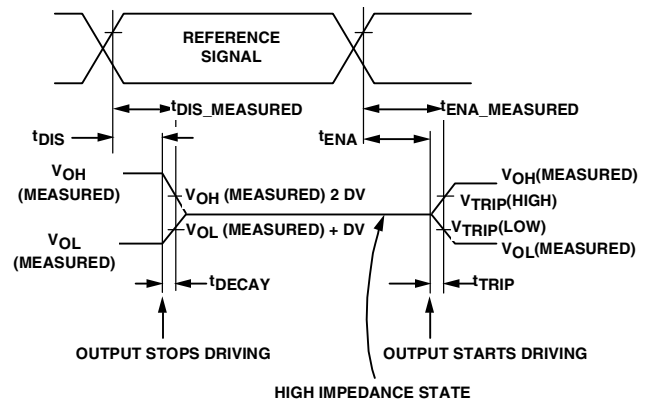 REFERENCE
SIGNAL
tDIS_MEASURED
tENA_MEASURED
tDIS
tENA
VOH
(MEASURED)
VOH (MEASURED) 2 DV
VOH(MEASURED)
VTRIP(HIGH)
VOL
(MEASURED)
VOL (MEASURED) + DV
VTRIP(LOW)
VOL(MEASURED)
tDECAY
tTRIP
OUTPUT STOPS DRIVING
OUTPUT STARTS DRIVING
HIGH IMPEDANCE STATE